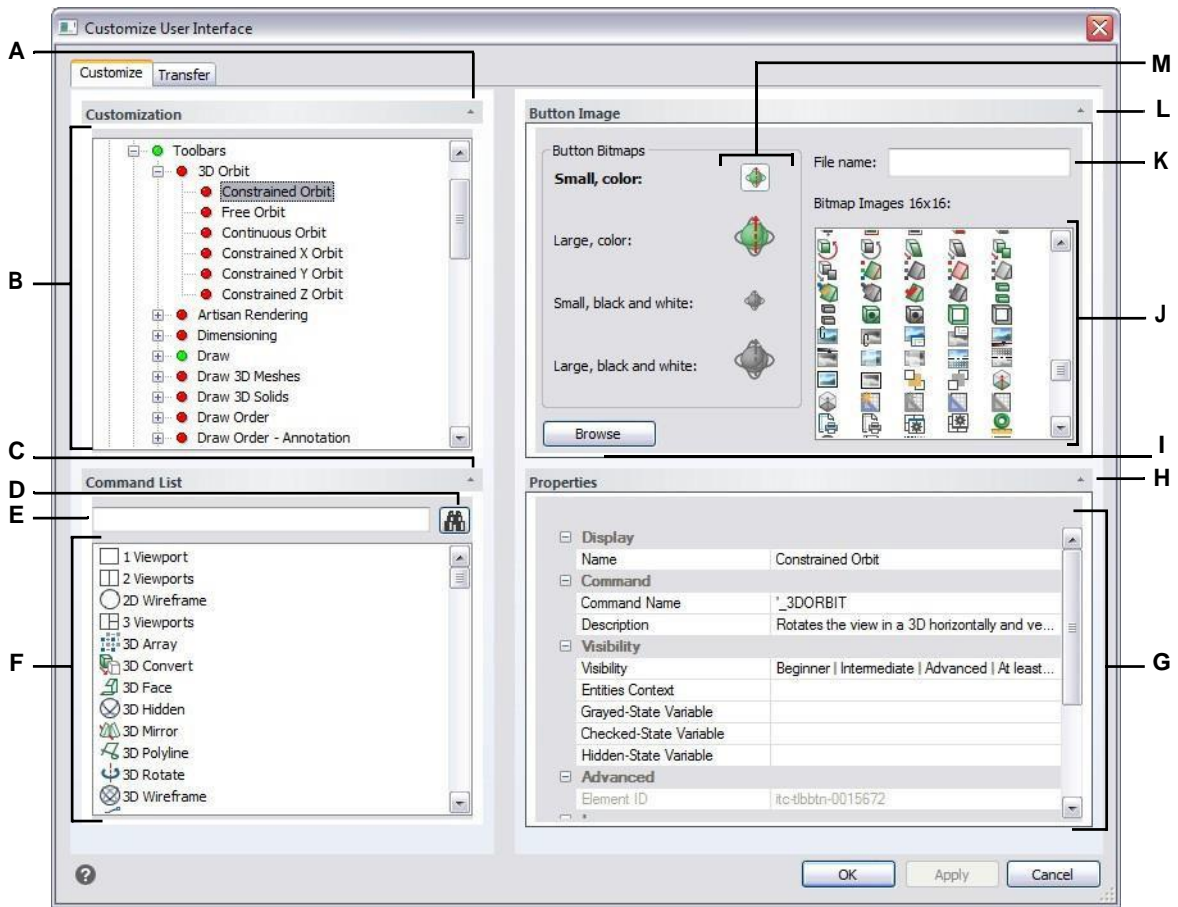 Customize User Interface
A
M
Customize Transfer
Customization
Button Image
L
B
Toolbars
3D Orbit
Constrained Orbit
Free Orbit
Continuous Orbit
Constrained X Orbit
Constrained Y Orbit
Constrained Z Orbit
Artisan Rendering
Dimensioning
Draw
Draw 3D Meshes
Draw 3D Solids
Draw Order
Draw Order - Annotation
Button Bitmaps
Small, color:
Large, color:
Small, black and white:
Large, black and white:
Browse
File name:
K
Bitmap Images 16x16:
J
I
C
Command List
D
E
F
1 Viewport
2 Viewports
2D Wireframe
3 Viewports
3D Array
3D Convert
3D Face
3D Hidden
3D Mirror
3D Polyline
3D Rotate
3D Wireframe
Properties
H
G
Display
Name Constrained Orbit
Command
Command Name '_3DORBIT
Description Rotates the view in a 3D horizontally and ve...
Visibility
Visibility Beginner | Intermediate | Advanced | At least...
Entities Context
Grayed-State Variable
Checked-State Variable
Hidden-State Variable
Advanced
Element ID itc-tlbbtn-0015672
?
OK Apply Cancel